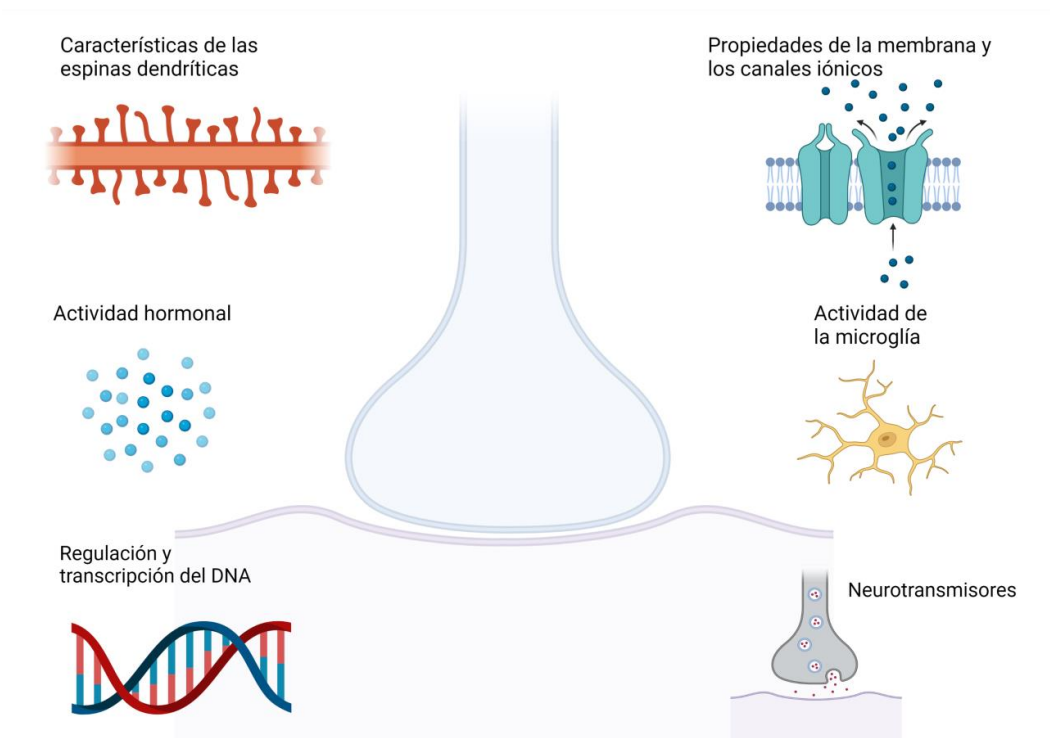 Características de las
espinas dendríticas
Propiedades de la membrana y
los canales iónicos
Actividad hormonal
Actividad de
la microglía
Regulación y
transcripción del DNA
Neurotransmisores